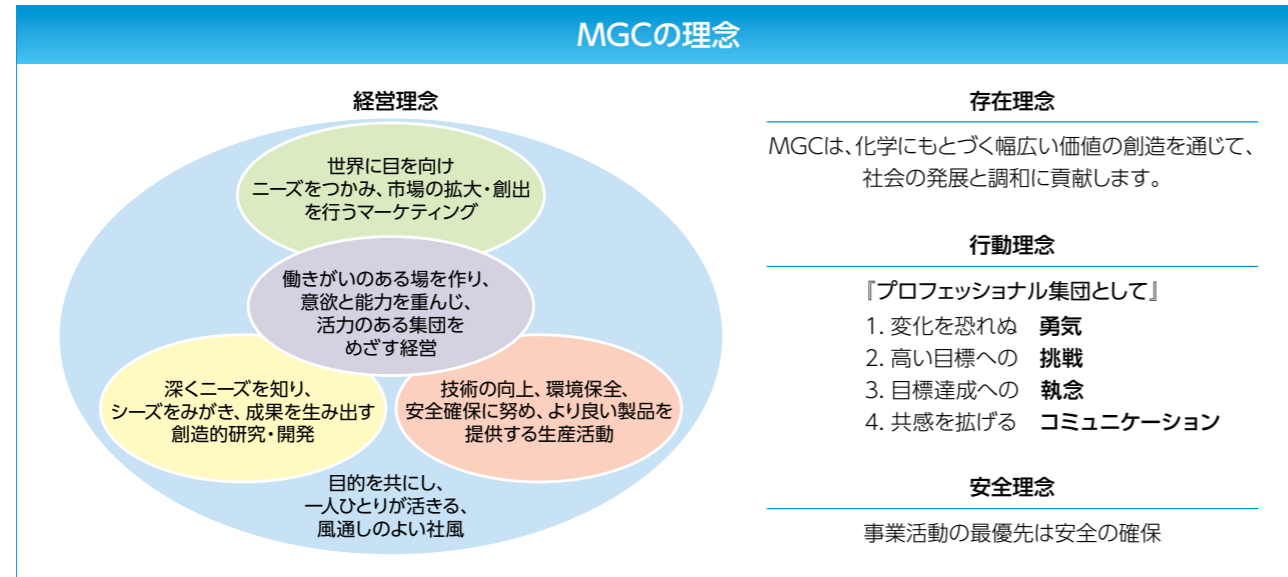 MGCの理念
経営理念
世界に目を向け
ニーズをつかみ、市場の拡大・創出
を行うマーケティング
働きがいのある場を作り、
意欲と能力を重んじ、
活力のある集団を
めざす経営
深くニーズを知り、
シーズをみがき、成果を生み出す
創造的研究・開発
技術の向上、環境保全、
安全確保に努め、より良い製品を
提供する生産活動
目的を共にし、
一人ひとりが活きる、
風通しのよい社風
存在理念
MGCは、化学にもとづく幅広い価値の創造を通じて、
社会の発展と調和に貢献します。
行動理念
『プロフェッショナル集団として』
1. 変化を恐れぬ　勇気
2. 高い目標への　挑戦
3. 目標達成への　執念
4. 共感を拡げる　コミュニケーション
安全理念
事業活動の最優先は安全の確保